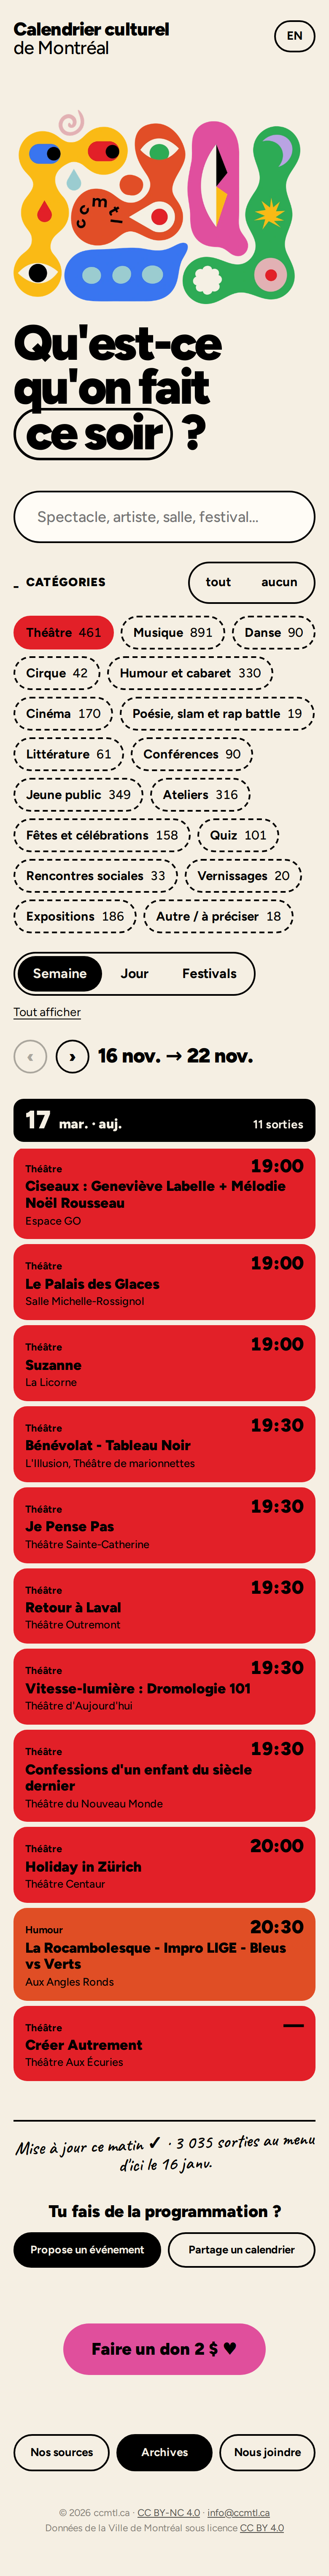 Calendrier culturel
de Montréal
EN
ccmtl
Qu'est-ce
qu'on fait
ce soir ?
Spectacle, artiste, salle, festival...
CATÉGORIES
tout aucun
Théâtre 461 Musique 891 Danse 90
Cirque 42 Humour et cabaret 330
Cinéma 170 Poésie, slam et rap battle 19
Littérature 61 Conférences 90
Jeune public 349 Ateliers 316
Fêtes et célébrations 158 Quiz 101
Rencontres sociales 33 Vernissages 20
Expositions 186 Autre / à préciser 18
Semaine Jour Festivals
Tout afficher
‹ › 16 nov. → 22 nov.
17 mar. · auj. 11 sorties
Théâtre 19:00
Ciseaux : Geneviève Labelle + Mélodie
Noël Rousseau
Espace GO
Théâtre 19:00
Le Palais des Glaces
Salle Michelle-Rossignol
Théâtre 19:00
Suzanne
La Licorne
Théâtre 19:30
Bénévolat - Tableau Noir
L'Illusion, Théâtre de marionnettes
Théâtre 19:30
Je Pense Pas
Théâtre Sainte-Catherine
Théâtre 19:30
Retour à Laval
Théâtre Outremont
Théâtre 19:30
Vitesse-lumière : Dromologie 101
Théâtre d'Aujourd'hui
Théâtre 19:30
Confessions d'un enfant du siècle
dernier
Théâtre du Nouveau Monde
Théâtre 20:00
Holiday in Zürich
Théâtre Centaur
Humour 20:30
La Rocambolesque - Impro LIGE - Bleus
vs Verts
Aux Angles Ronds
Théâtre —
Créer Autrement
Théâtre Aux Écuries
Mise à jour ce matin ✓ · 3 035 sorties au menu
d'ici le 16 janv.
Tu fais de la programmation ?
Propose un événement Partage un calendrier
Faire un don 2 $ ♥
Nos sources Archives Nous joindre
© 2026 ccmtl.ca · CC BY-NC 4.0 · info@ccmtl.ca
Données de la Ville de Montréal sous licence CC BY 4.0